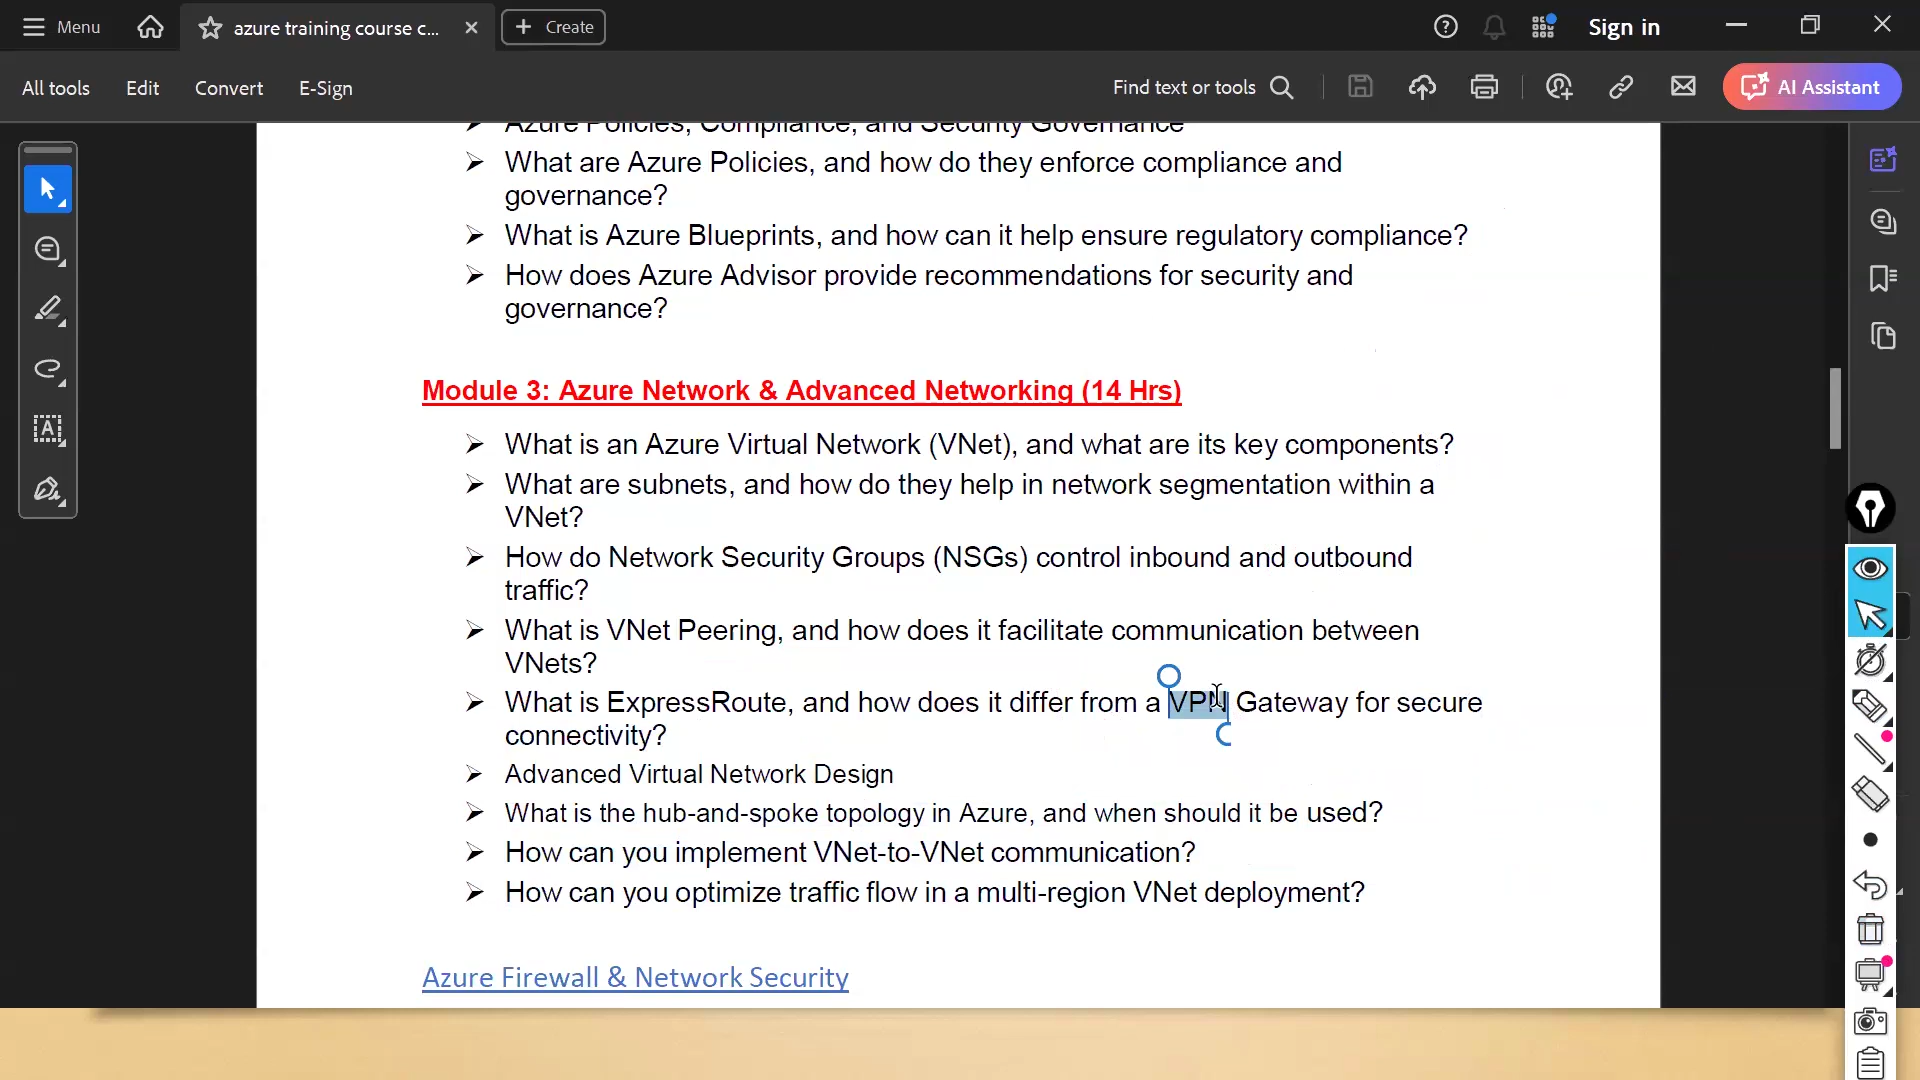 Menu
azure training course c...
Create
Sign in
All tools
Edit
Convert
E-Sign
Find text or tools
AI Assistant
Azure Policies, Compliance, and Security Governance
What are Azure Policies, and how do they enforce compliance and
governance?
What is Azure Blueprints, and how can it help ensure regulatory compliance?
How does Azure Advisor provide recommendations for security and
governance?
Module 3: Azure Network & Advanced Networking (14 Hrs)
What is an Azure Virtual Network (VNet), and what are its key components?
What are subnets, and how do they help in network segmentation within a
VNet?
How do Network Security Groups (NSGs) control inbound and outbound
traffic?
What is VNet Peering, and how does it facilitate communication between
VNets?
What is ExpressRoute, and how does it differ from a VPN Gateway for secure
connectivity?
Advanced Virtual Network Design
What is the hub-and-spoke topology in Azure, and when should it be used?
How can you implement VNet-to-VNet communication?
How can you optimize traffic flow in a multi-region VNet deployment?
Azure Firewall & Network Security